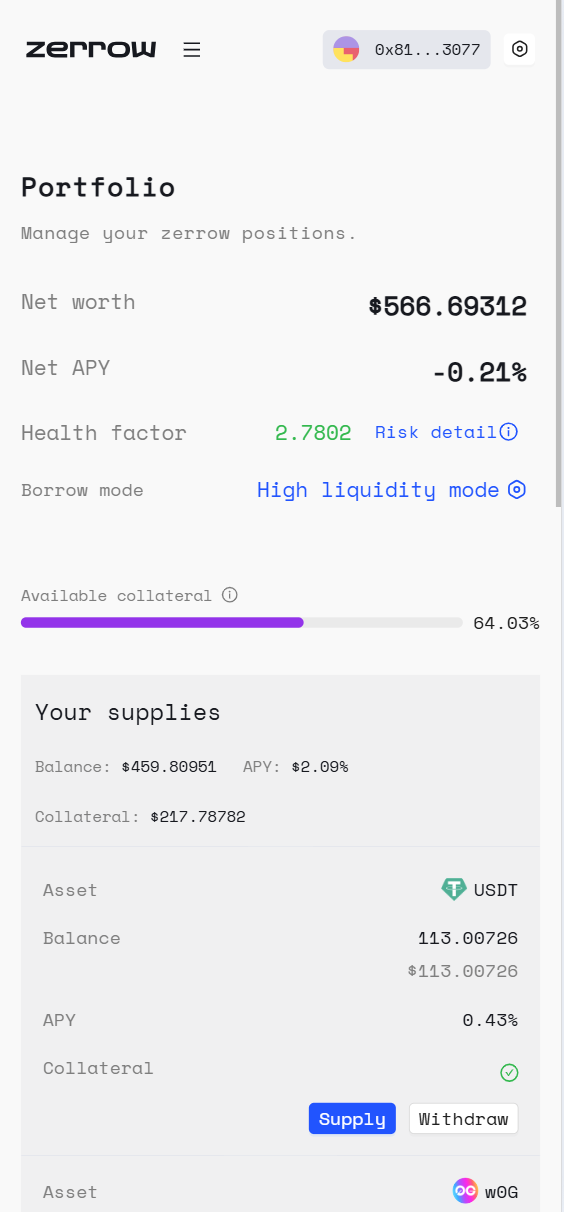 zerrow
0x81...3077
Portfolio
Manage your zerrow positions.
Net worth $566.69312
Net APY -0.21%
Health factor 2.7802 Risk detail
Borrow mode High liquidity mode
Available collateral
64.03%
Your supplies
Balance: $459.80951 APY: $2.09%
Collateral: $217.78782
Asset USDT
Balance 113.00726
$113.00726
APY 0.43%
Collateral
Supply Withdraw
Asset w0G